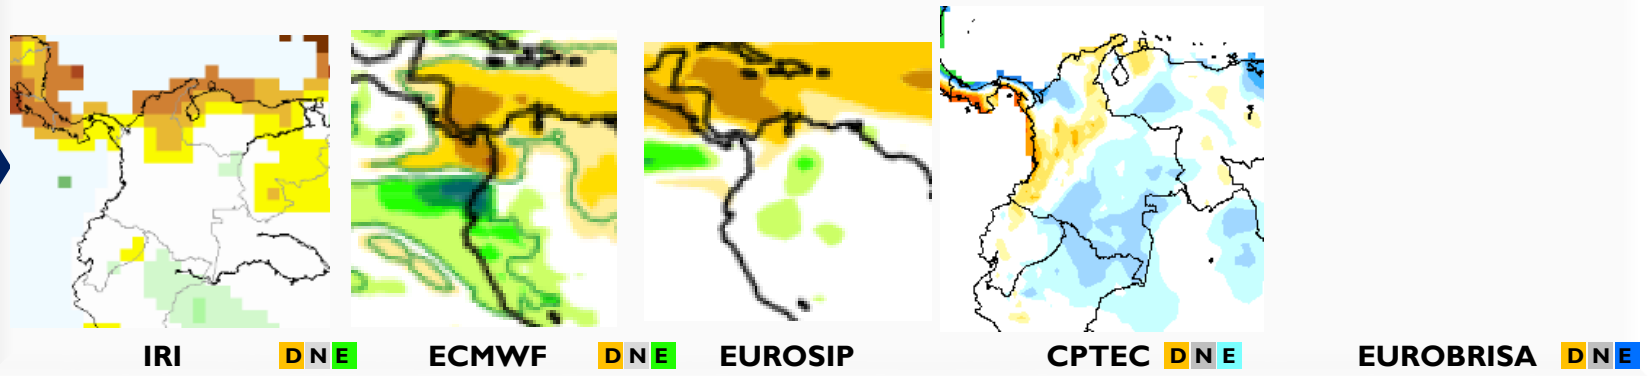 IRI D N E ECMWF D N E EUROSIP CPTEC D N E EUROBRISA D N E